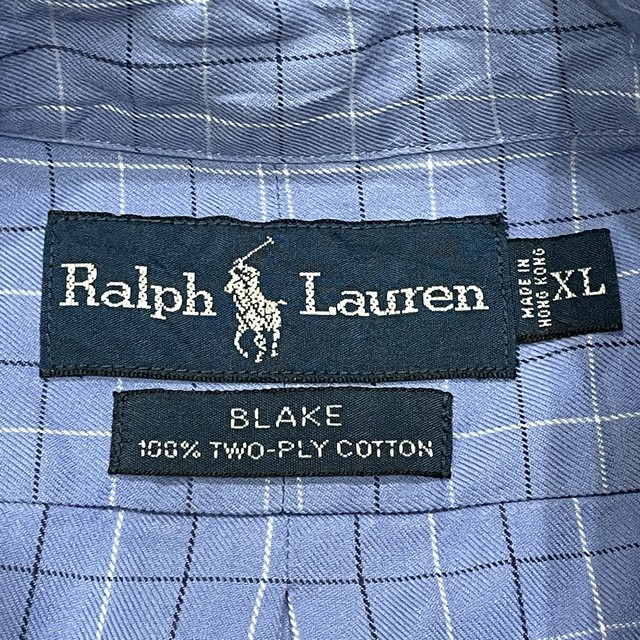 Ralph Lauren
MADE IN
HONG KONG
XL
BLAKE
100% TWO-PLY COTTON